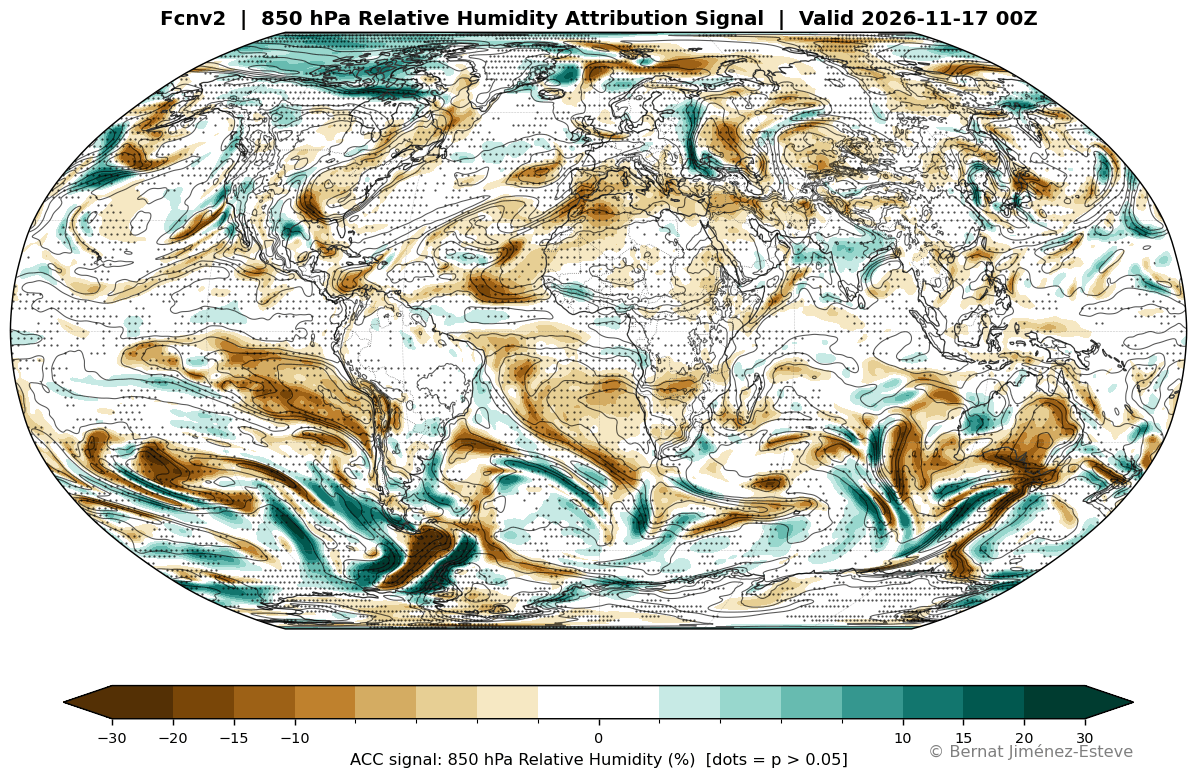 Fcnv2 | 850 hPa Relative Humidity Attribution Signal | Valid 2026-11-17 00Z
−30 −20 −15 −10 0 10 15 20 30
ACC signal: 850 hPa Relative Humidity (%) [dots = p > 0.05]
© Bernat Jiménez-Esteve